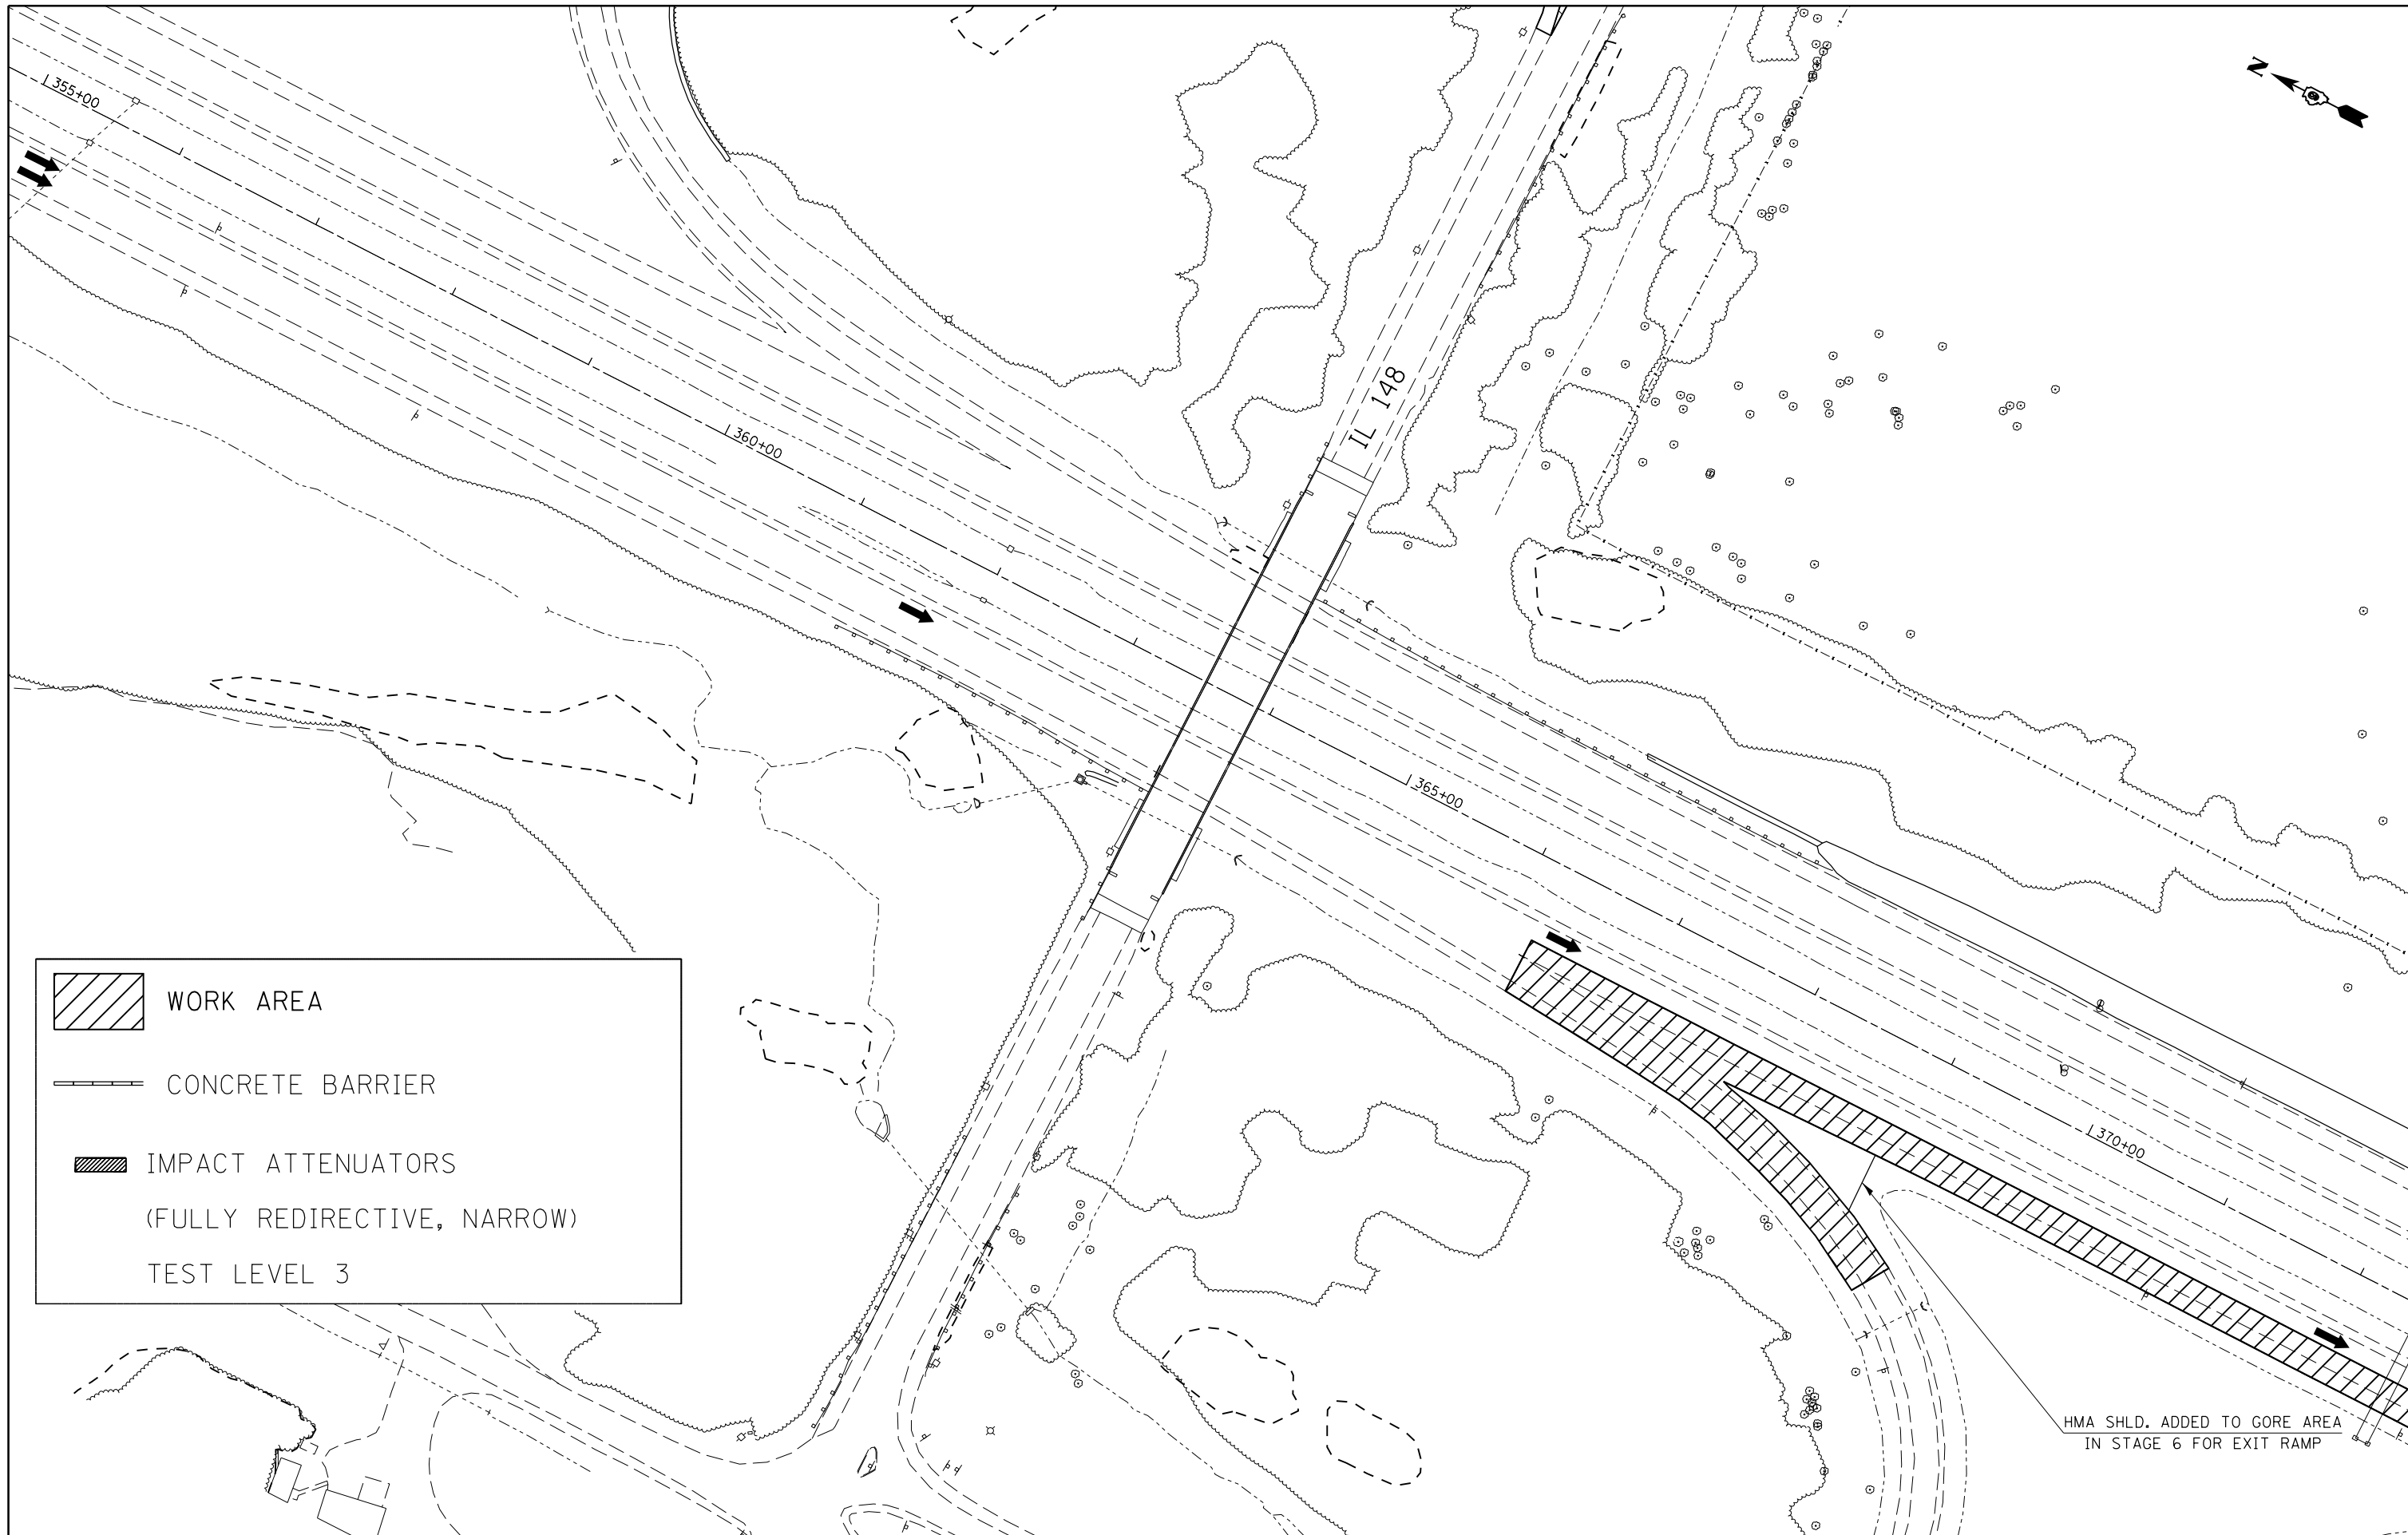 N
355+00
IL 148
360+00
365+00
370+00
WORK AREA
CONCRETE BARRIER
IMPACT ATTENUATORS
(FULLY REDIRECTIVE, NARROW)
TEST LEVEL 3
HMA SHLD. ADDED TO GORE AREA
IN STAGE 6 FOR EXIT RAMP